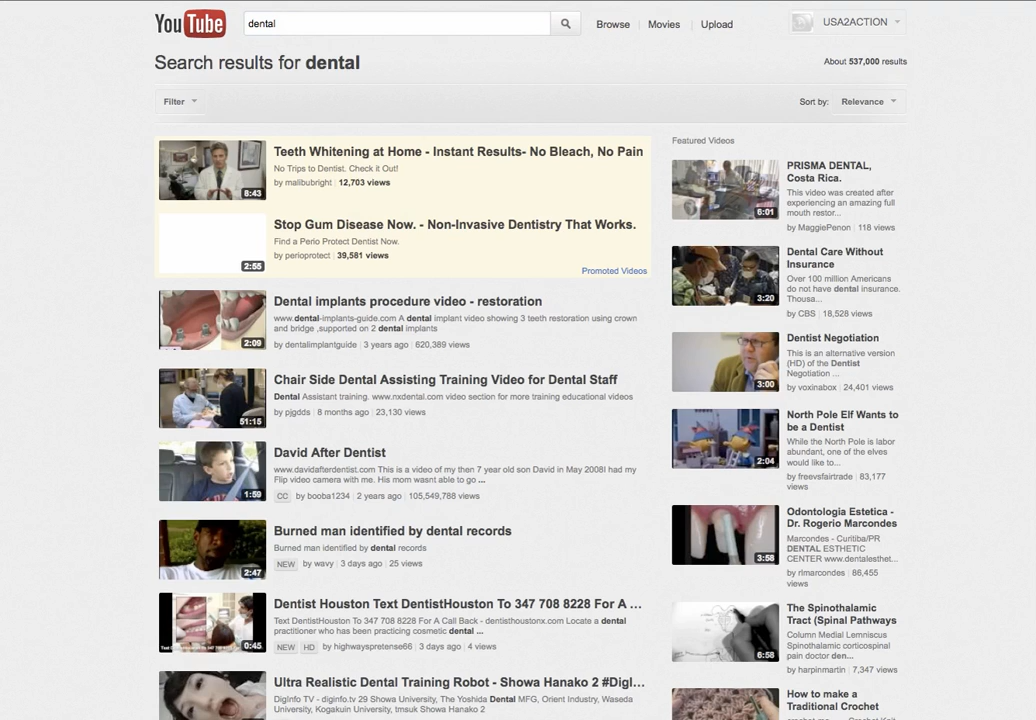 YouTube
dental
Browse
Movies
Upload
USA2ACTION
Search results for dental
About 537,000 results
Filter
Sort by: Relevance
Teeth Whitening at Home - Instant Results- No Bleach, No Pain
No Trips to Dentist. Check it Out!
by malibubright 12,703 views
8:43
Stop Gum Disease Now. - Non-Invasive Dentistry That Works.
Find a Perio Protect Dentist Now.
by perioprotect 39,581 views
2:55
Promoted Videos
Dental implants procedure video - restoration
www.dental-implants-guide.com A dental implant video showing 3 teeth restoration using crown
and bridge ,supported on 2 dental implants
by dentalimplantguide 3 years ago 620,389 views
2:09
Chair Side Dental Assisting Training Video for Dental Staff
Dental Assistant training. www.nxdental.com video section for more training educational videos
by pjgdds 8 months ago 23,130 views
51:15
David After Dentist
www.davidafterdentist.com This is a video of my then 7 year old son David in May 2008I had my
Flip video camera with me. His mom wasnt able to go ...
CC by booba1234 2 years ago 105,549,788 views
1:59
Burned man identified by dental records
Burned man identified by dental records
NEW by wavy 3 days ago 25 views
2:47
Dentist Houston Text DentistHouston To 347 708 8228 For A ...
Text DentistHouston To 347 708 8228 For A Call Back - dentisthoustonx.com Locate a dental
practitioner who has been practicing cosmetic dental ...
NEW HD by highwayspretense66 3 days ago 4 views
0:45
Ultra Realistic Dental Training Robot - Showa Hanako 2 #DigI...
DigInfo TV - diginfo.tv 29 Showa University, The Yoshida Dental MFG, Orient Industry, Waseda
University, Kogakuin University, tmsuk Showa Hanako 2
Featured Videos
PRISMA DENTAL,
Costa Rica.
This video was created after
experiencing an amazing full
mouth restor...
by MaggiePenon 118 views
6:01
Dental Care Without
Insurance
Over 100 million Americans
do not have dental insurance.
Thousa...
by CBS 18,528 views
3:20
Dentist Negotiation
This is an alternative version
(HD) of the Dentist
Negotiation ...
by voxinabox 24,401 views
3:00
North Pole Elf Wants to
be a Dentist
While the North Pole is labor
abundant, one of the elves
would like to...
by freevsfairtrade 83,177
views
2:04
Odontologia Estetica -
Dr. Rogerio Marcondes
Marcondes - Curitiba/PR
DENTAL ESTHETIC
CENTER www.dentalesthet...
by rlmarcondes 86,455
views
3:58
The Spinothalamic
Tract (Spinal Pathways
Column Medial Lemniscus
Spinothalamic corticospinal
pain doctor den...
by harpinmartin 7,347 views
6:58
How to make a
Traditional Crochet